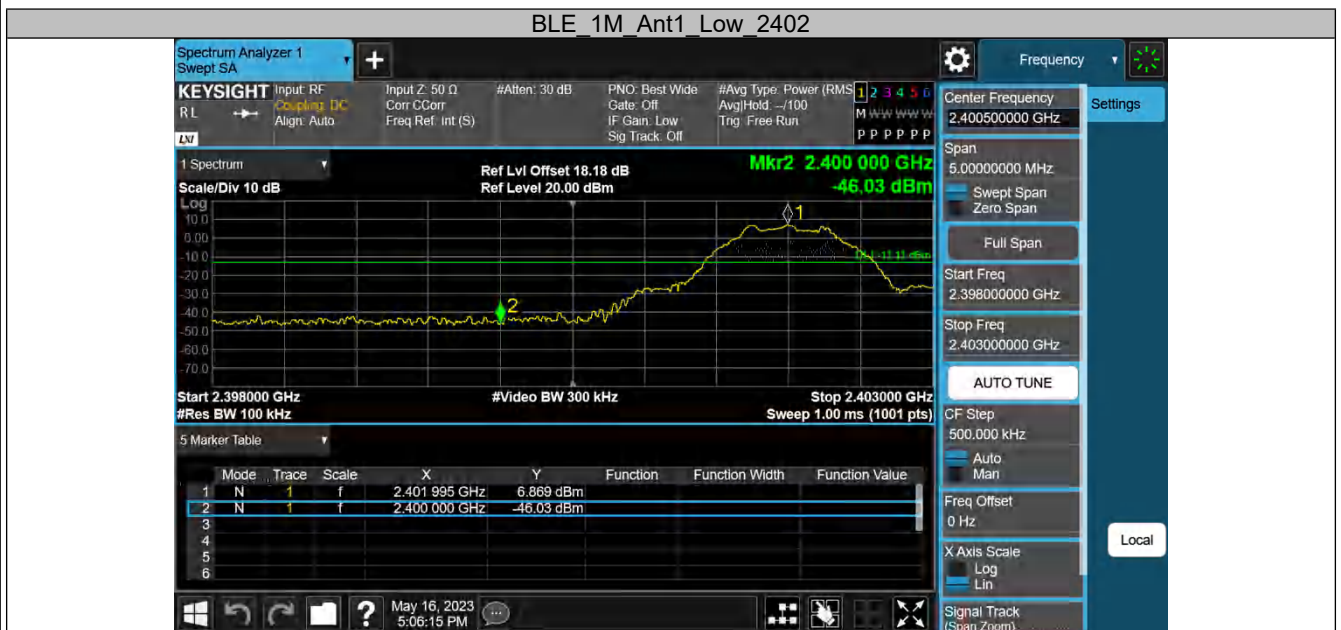 BLE_1M_Ant1_Low_2402
Spectrum Analyzer 1
Swept SA
+
Frequency
KEYSIGHT
R L
LXI
Input: RF
Coupling: DC
Align: Auto
Input Z: 50 Ω
Corr CCorr
Freq Ref: Int (S)
#Atten: 30 dB
PNO: Best Wide
Gate: Off
IF Gain: Low
Sig Track: Off
#Avg Type: Power (RMS
Avg|Hold: --/100
Trig: Free Run
1 2 3 4 5 6
M W W W W W
P P P P P P
1 Spectrum
Scale/Div 10 dB
Ref Lvl Offset 18.18 dB
Ref Level 20.00 dBm
Mkr2 2.400 000 GHz
-46.03 dBm
Log
10.0
0.00
-10.0
-20.0
-30.0
-40.0
-50.0
-60.0
-70.0
1
2
Start 2.398000 GHz
#Res BW 100 kHz
#Video BW 300 kHz
Stop 2.403000 GHz
Sweep 1.00 ms (1001 pts)
5 Marker Table
Mode Trace Scale X Y Function Function Width Function Value
1 N 1 f 2.401 995 GHz 6.869 dBm
2 N 1 f 2.400 000 GHz -46.03 dBm
3
4
5
6
? May 16, 2023
5:06:15 PM
Center Frequency
2.400500000 GHz
Settings
Span
5.00000000 MHz
Swept Span
Zero Span
Full Span
Start Freq
2.398000000 GHz
Stop Freq
2.403000000 GHz
AUTO TUNE
CF Step
500.000 kHz
Auto
Man
Freq Offset
0 Hz
X Axis Scale
Log
Lin
Local
Signal Track
(Span Zoom)